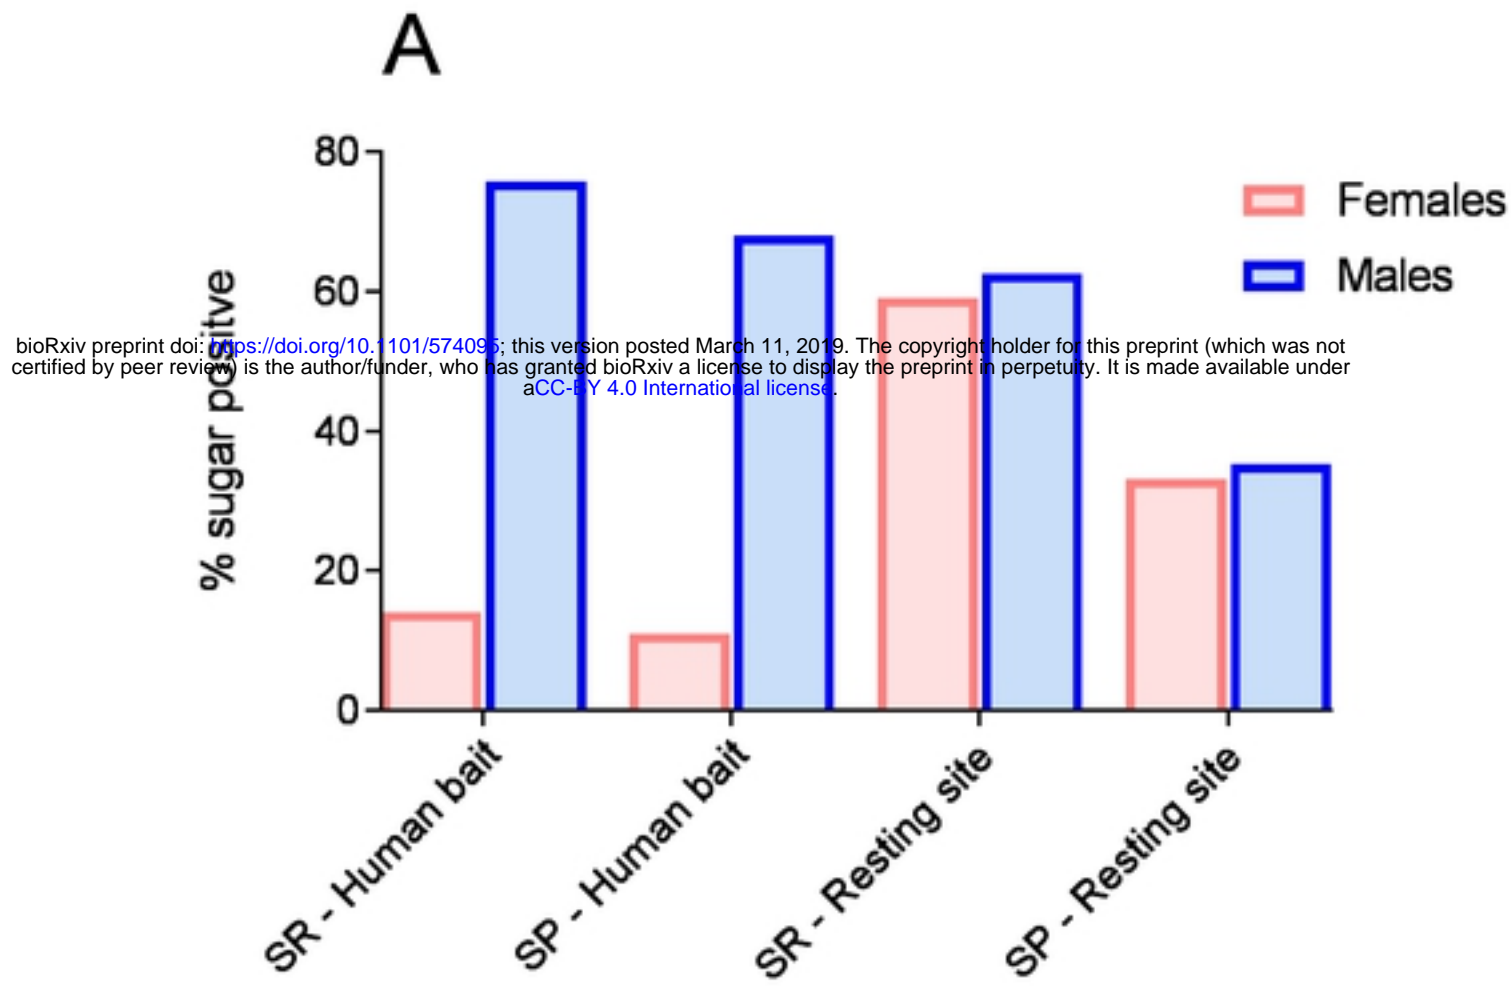 A
80
60
40
20
0
% sugar positve
Females
Males
bioRxiv preprint doi: https://doi.org/10.1101/574095; this version posted March 11, 2019. The copyright holder for this preprint (which was not
certified by peer review) is the author/funder, who has granted bioRxiv a license to display the preprint in perpetuity. It is made available under
aCC-BY 4.0 International license.
SR - Human bait
SP - Human bait
SR - Resting site
SP - Resting site